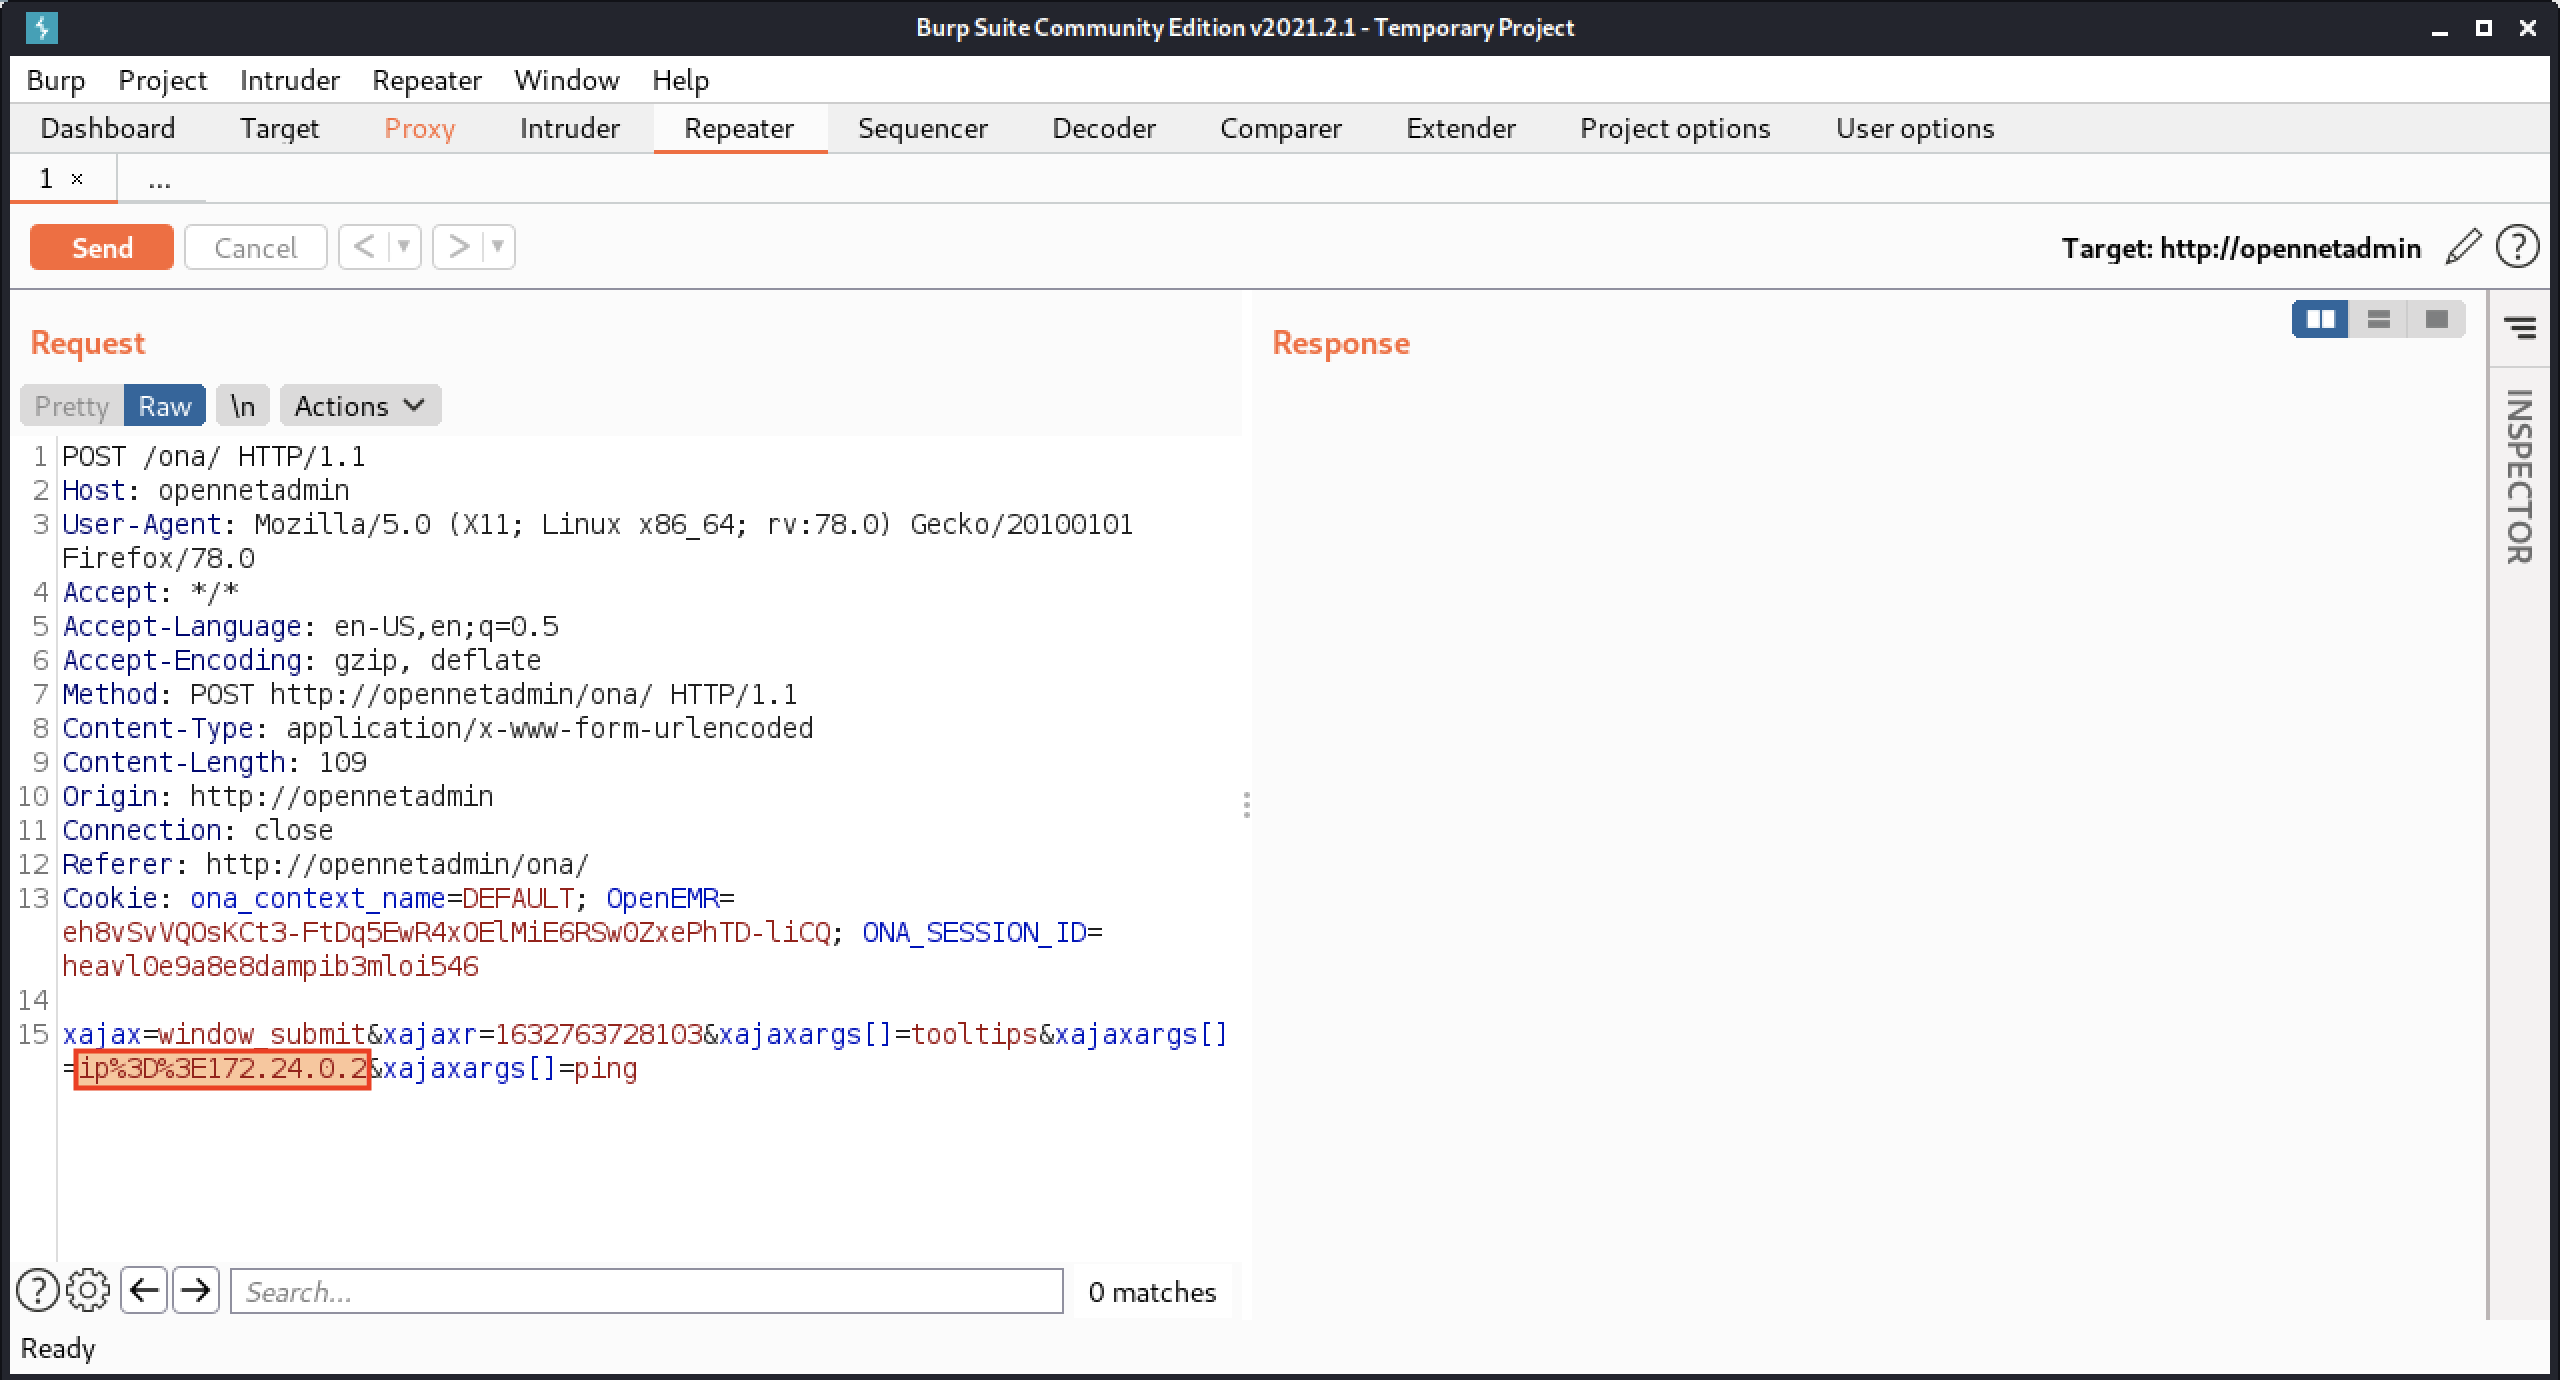 Burp Suite Community Edition v2021.2.1 - Temporary Project
Burp Project Intruder Repeater Window Help
Dashboard Target Proxy Intruder Repeater Sequencer Decoder Comparer Extender Project options User options
1 × ...
Send Cancel < ▼ > ▼ Target: http://opennetadmin ?
Request
Response
Pretty Raw \n Actions
INSPECTOR
1 POST /ona/ HTTP/1.1
2 Host: opennetadmin
3 User-Agent: Mozilla/5.0 (X11; Linux x86_64; rv:78.0) Gecko/20100101
Firefox/78.0
4 Accept: */*
5 Accept-Language: en-US,en;q=0.5
6 Accept-Encoding: gzip, deflate
7 Method: POST http://opennetadmin/ona/ HTTP/1.1
8 Content-Type: application/x-www-form-urlencoded
9 Content-Length: 109
10 Origin: http://opennetadmin
11 Connection: close
12 Referer: http://opennetadmin/ona/
13 Cookie: ona_context_name=DEFAULT; OpenEMR=
eh8vSvVQOsKCt3-FtDq5EwR4xOElMiE6RSwOZxePhTD-liCQ; ONA_SESSION_ID=
heavl0e9a8e8dampib3mloi546
14
15 xajax=window_submit&xajaxr=1632763728103&xajaxargs[]=tooltips&xajaxargs[]
=ip%3D%3E172.24.0.2&xajaxargs[]=ping
? Search... 0 matches
Ready